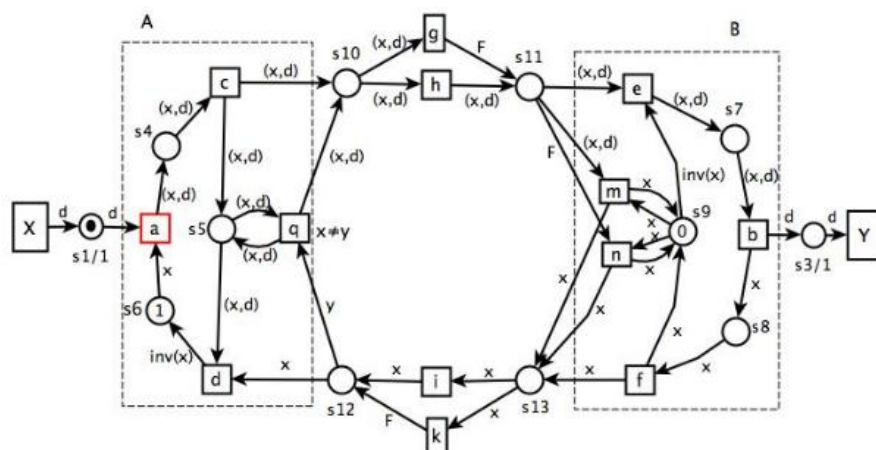 A
B
g
s10
(x,d)
F
s11
c
(x,d)
(x,d)
h
(x,d)
(x,d)
e
(x,d)
s7
(x,d)
s4
(x,d)
(x,d)
F
(x,d)
inv(x)
(x,d)
m
x
s9
X
d
d
a
s5
(x,d)
q
x≠y
(x,d)
x
0
b
d
d
Y
s1/1
(x,d)
x
n
x
s3/1
x
s6
1
(x,d)
y
x
x
x
x
s8
inv(x)
d
x
s12
x
i
x
s13
x
f
x
F
k
x